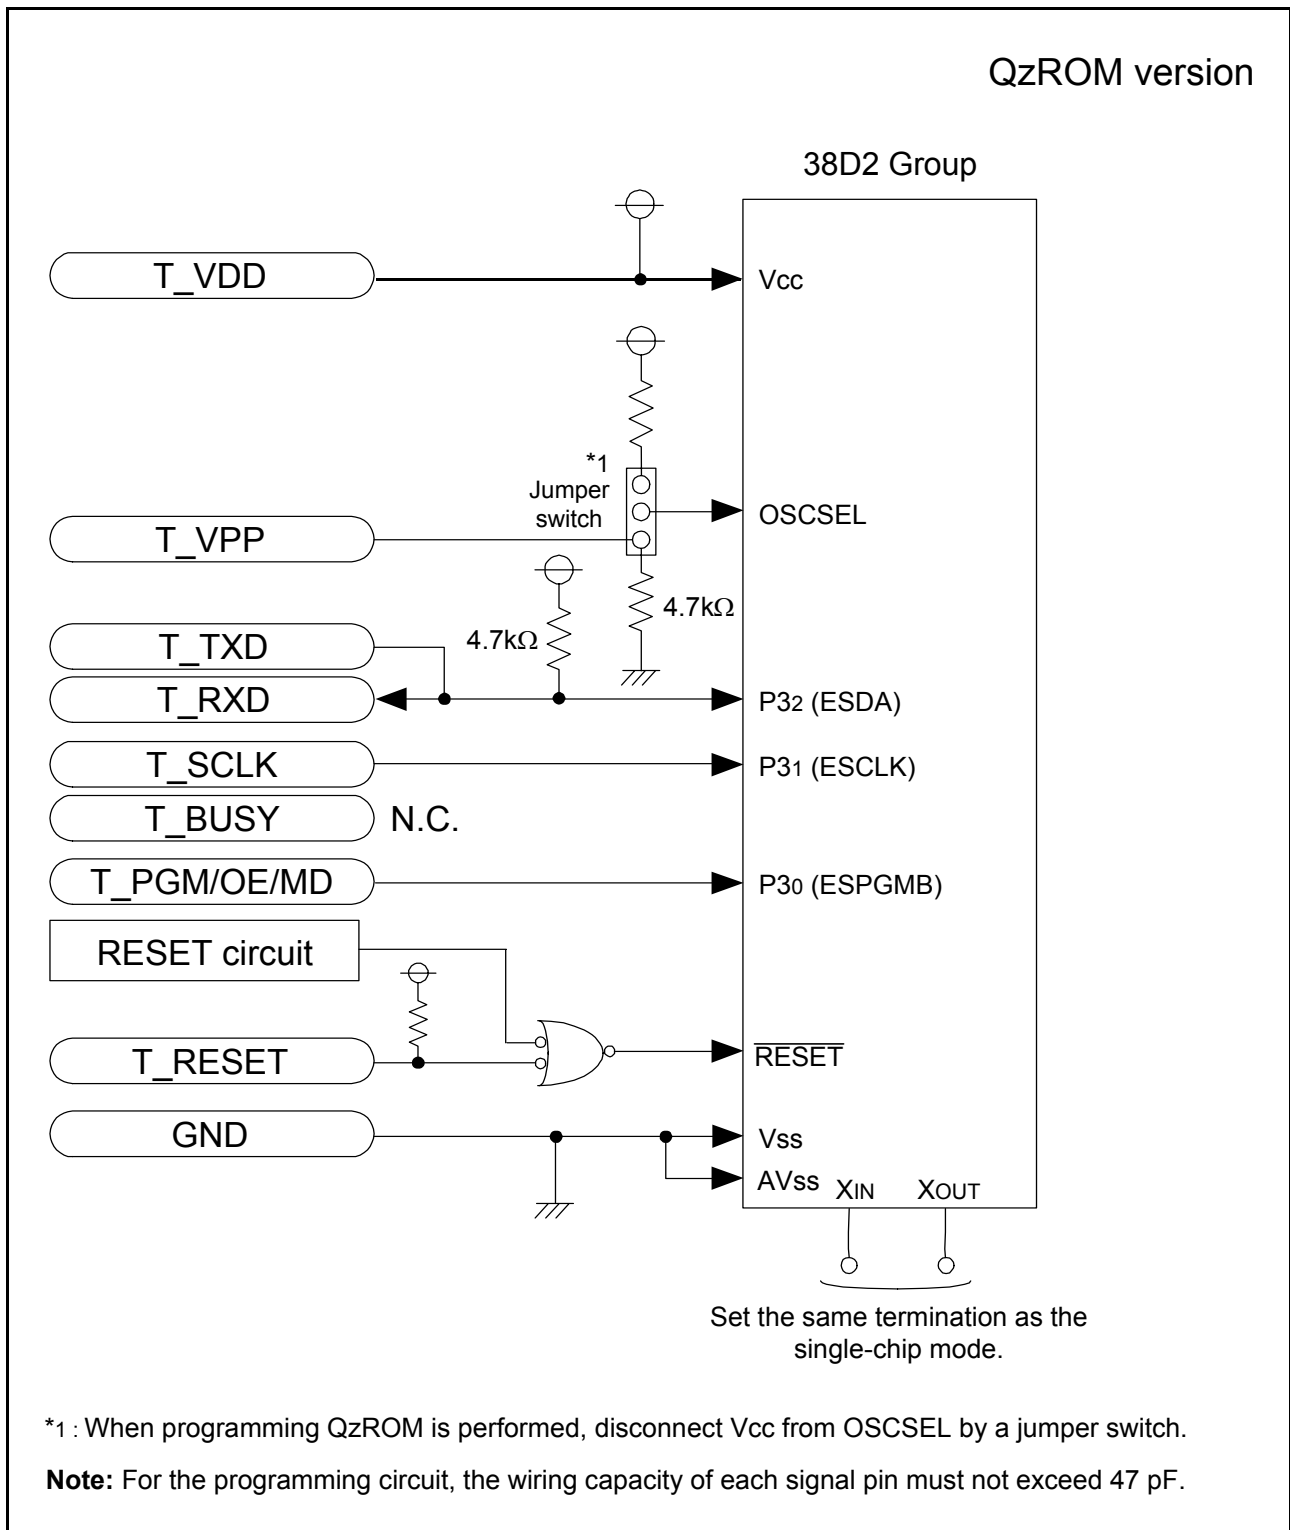 QzROM version
38D2 Group
T_VDD
Vcc
*1
Jumper
switch
OSCSEL
T_VPP
4.7kΩ
4.7kΩ
T_TXD
T_RXD
P32 (ESDA)
T_SCLK
P31 (ESCLK)
T_BUSY
N.C.
T_PGM/OE/MD
P30 (ESPGMB)
RESET circuit
T_RESET
RESET
GND
Vss
AVss
XIN
XOUT
Set the same termination as the
single-chip mode.
*1 : When programming QzROM is performed, disconnect Vcc from OSCSEL by a jumper switch.
Note: For the programming circuit, the wiring capacity of each signal pin must not exceed 47 pF.